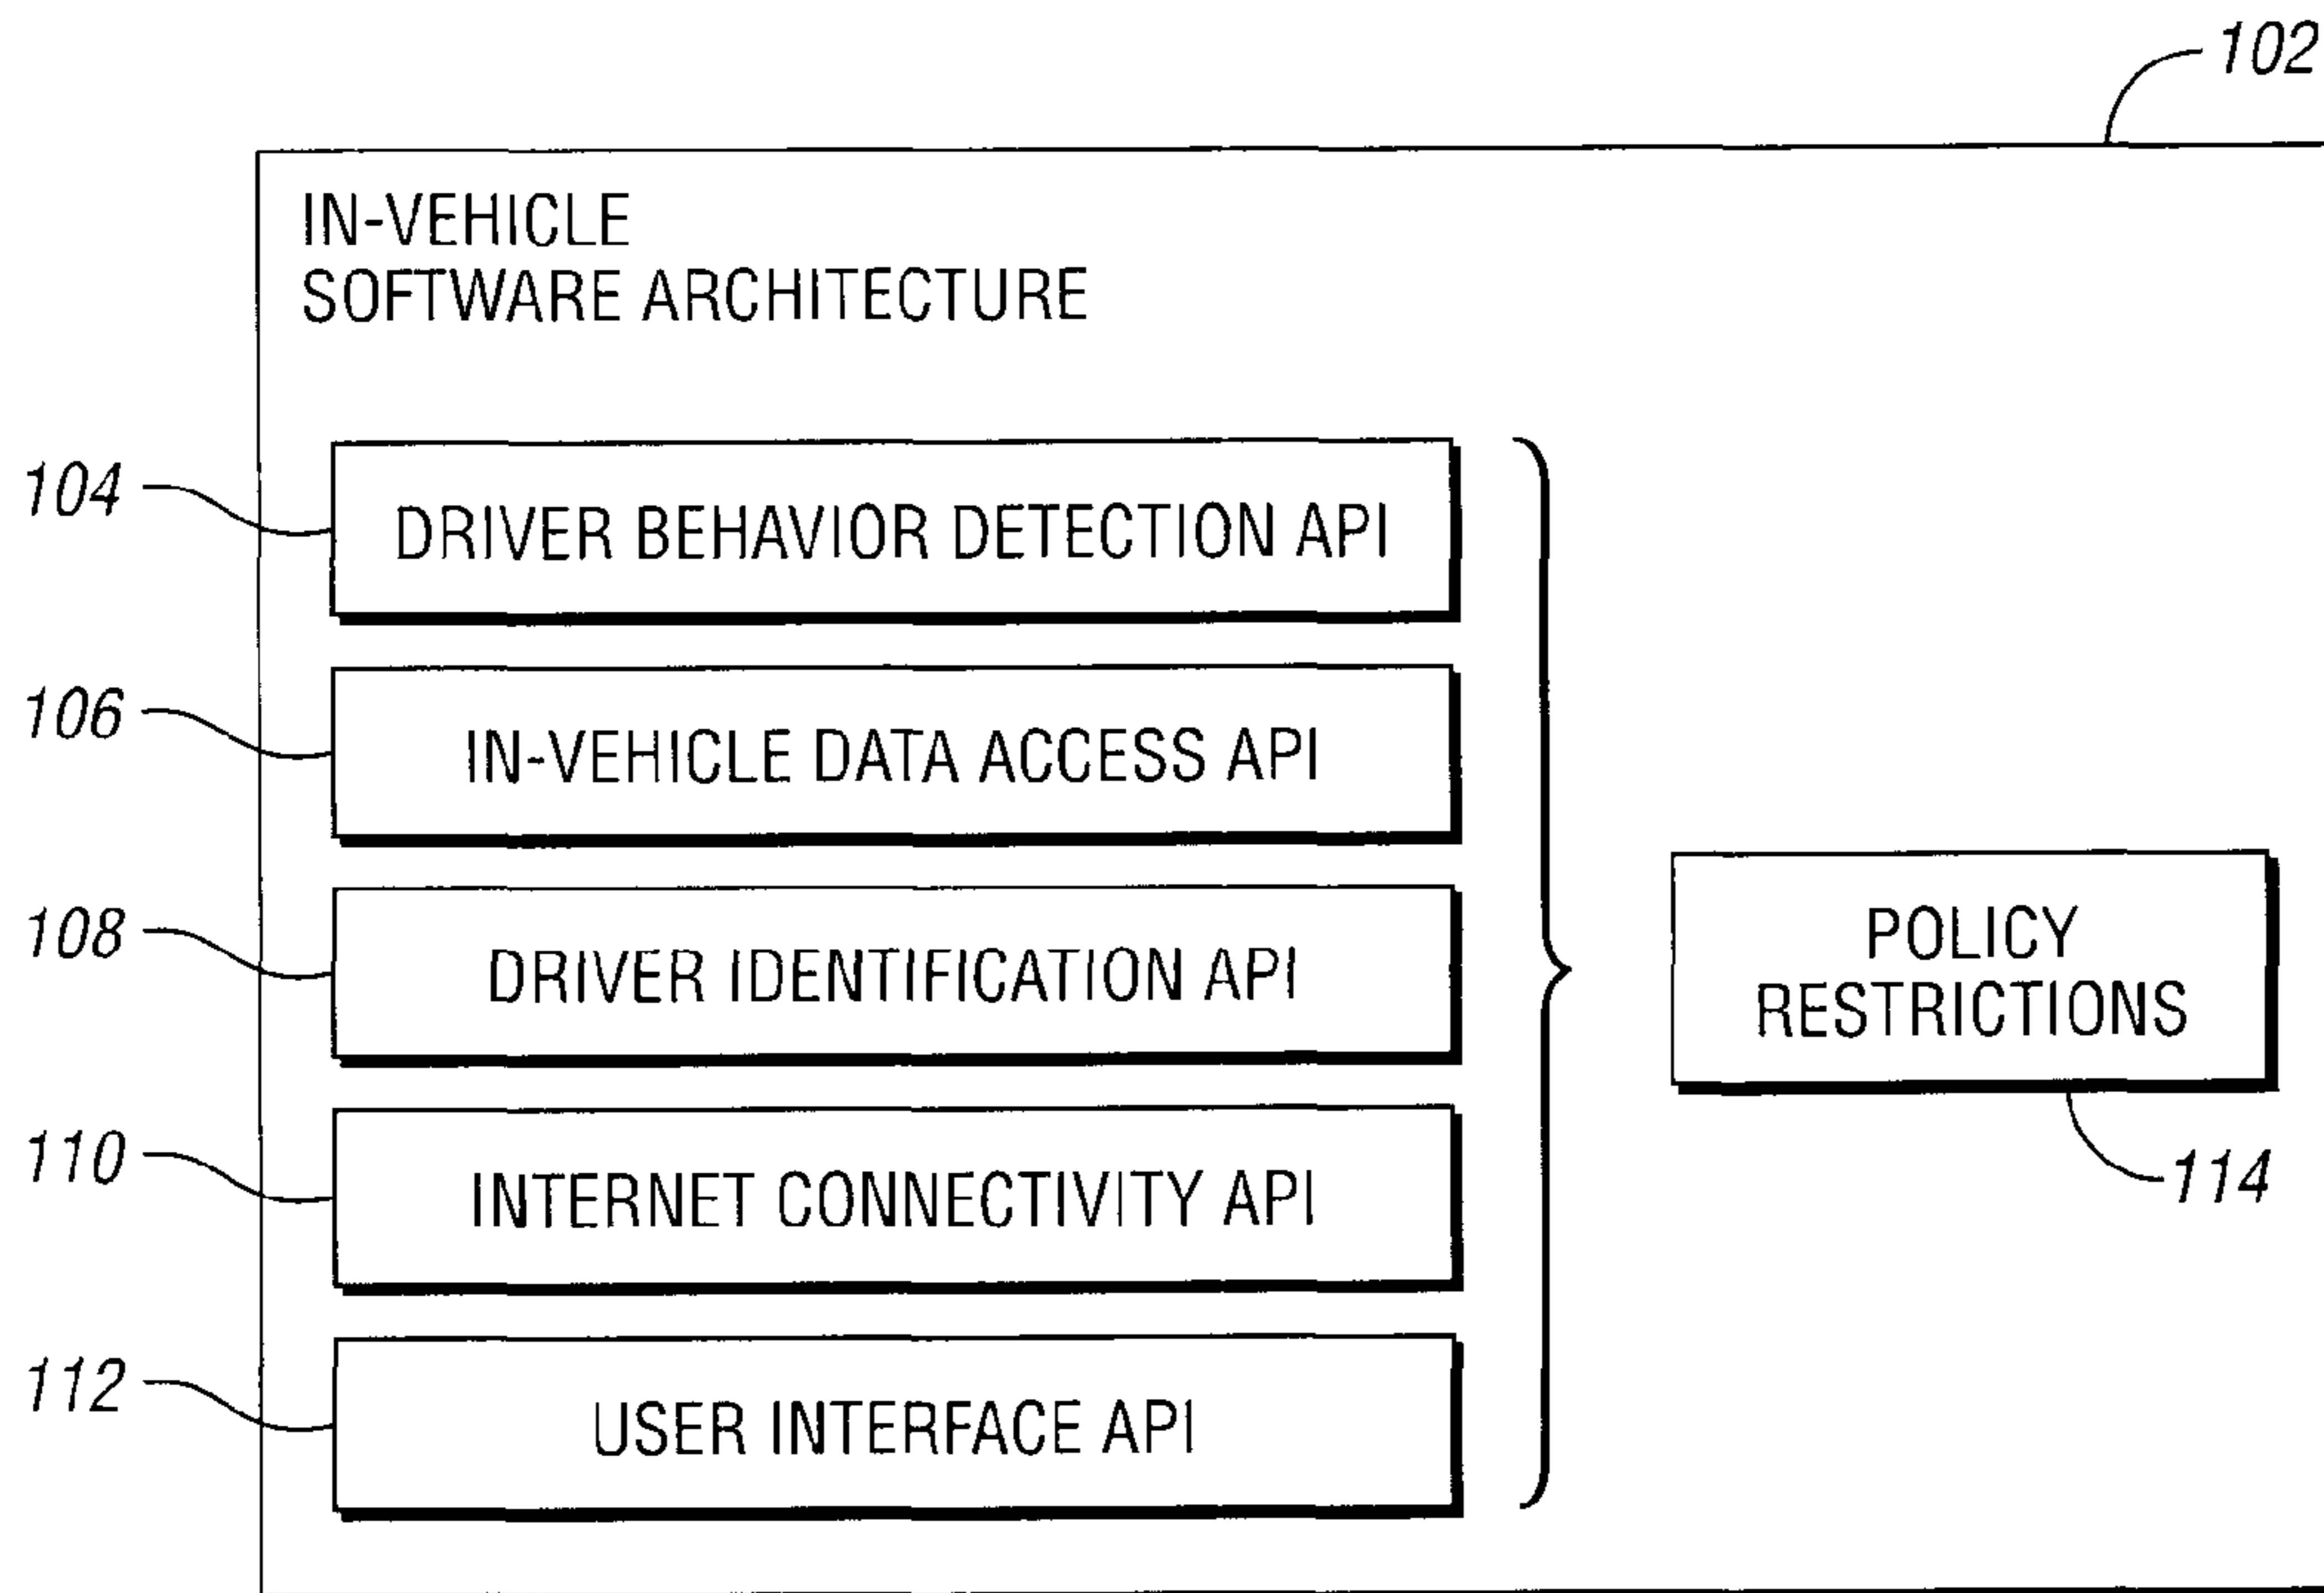 102
IN-VEHICLE
SOFTWARE ARCHITECTURE
104
DRIVER BEHAVIOR DETECTION API
106
IN-VEHICLE DATA ACCESS API
108
DRIVER IDENTIFICATION API
POLICY
RESTRICTIONS
110
INTERNET CONNECTIVITY API
114
112
USER INTERFACE API